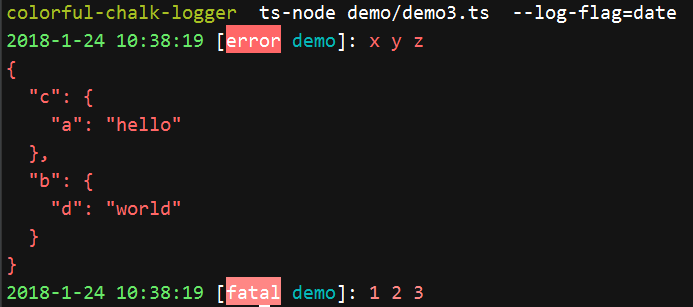 colorful-chalk-logger  ts-node demo/demo3.ts  --log-flag=date
2018-1-24 10:38:19 [error demo]: x y z
{
  "c": {
    "a": "hello"
  },
  "b": {
    "d": "world"
  }
}
2018-1-24 10:38:19 [fatal demo]: 1 2 3